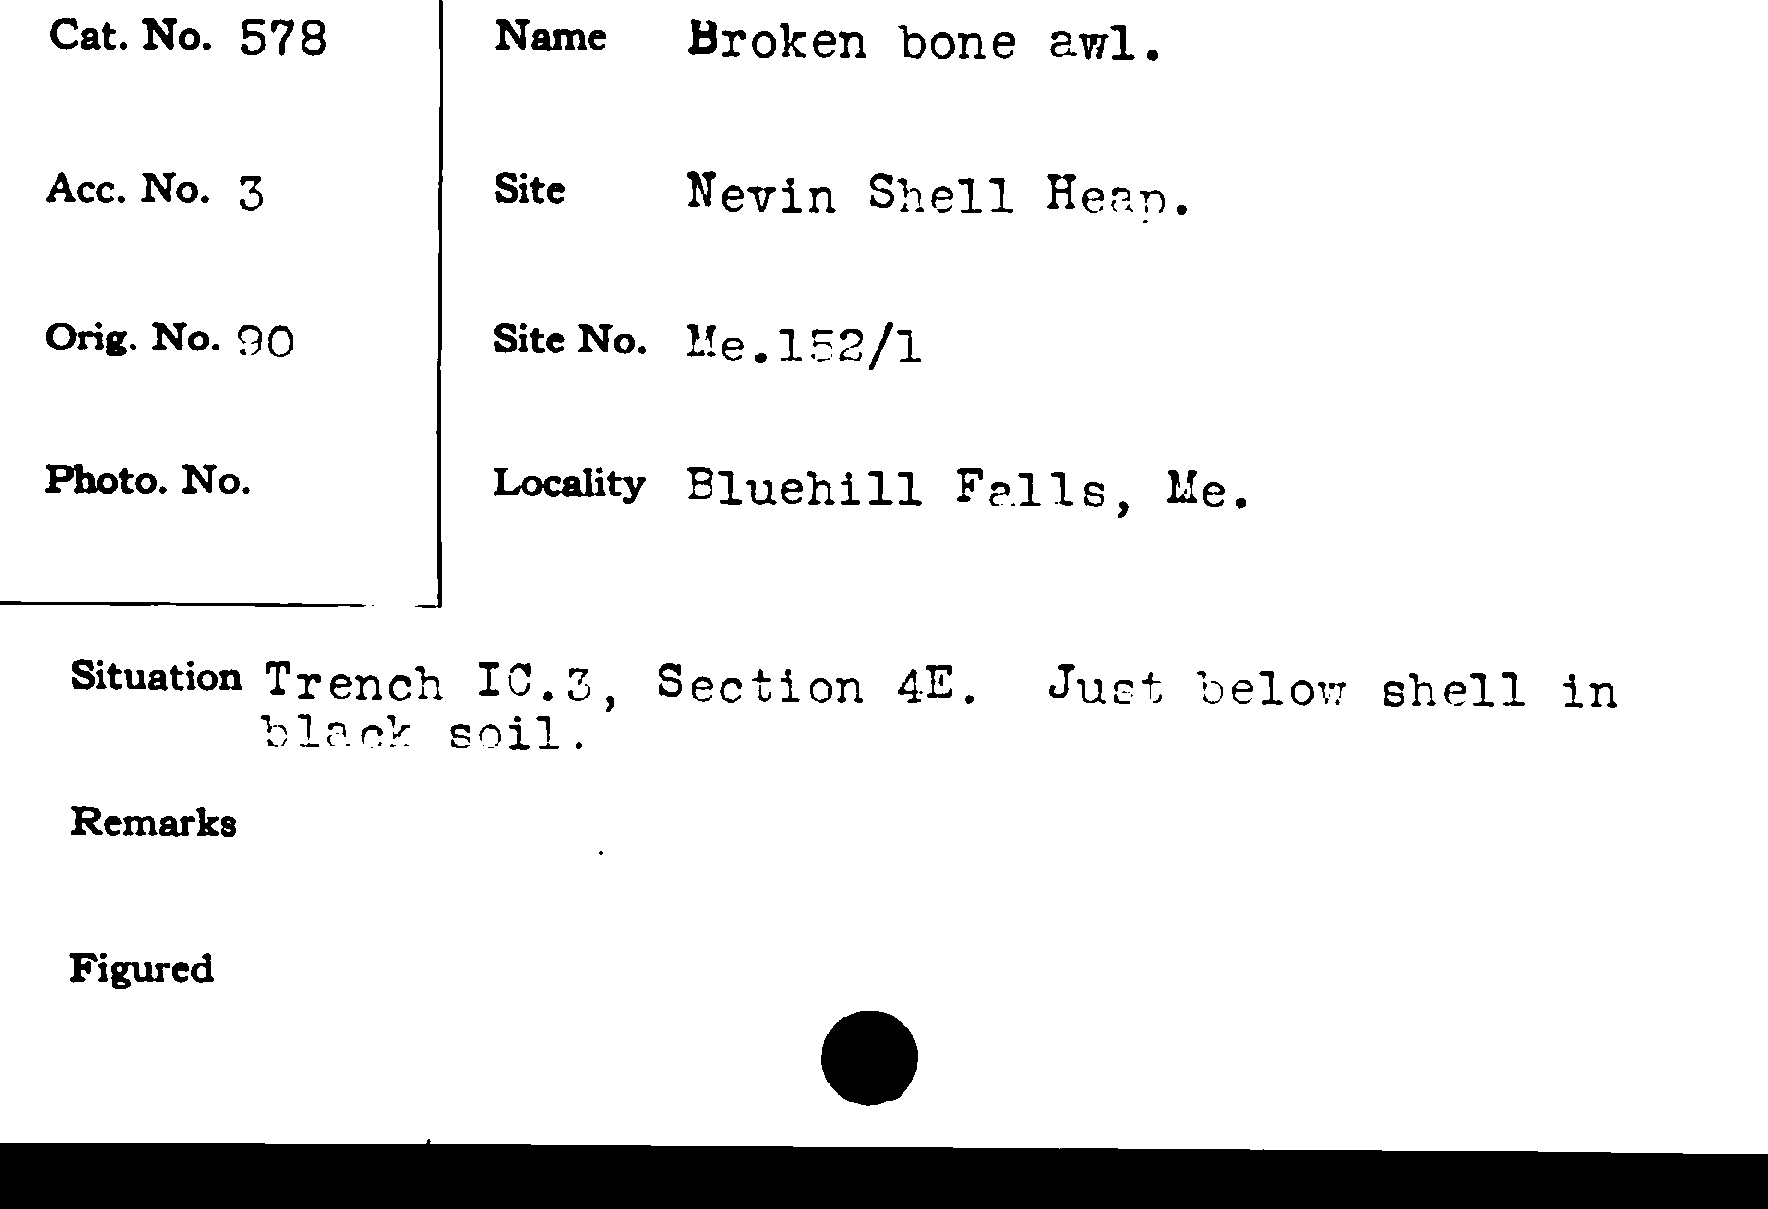 Cat. No. 578
Name Broken bone awl.
Acc. No. 3
Site Nevin Shell Heap.
Orig. No. 90
Site No. Me.152/1
Photo. No.
Locality Bluehill Falls, Me.
Situation Trench IC.3, Section 4E. Just below shell in
black soil.
Remarks
Figured